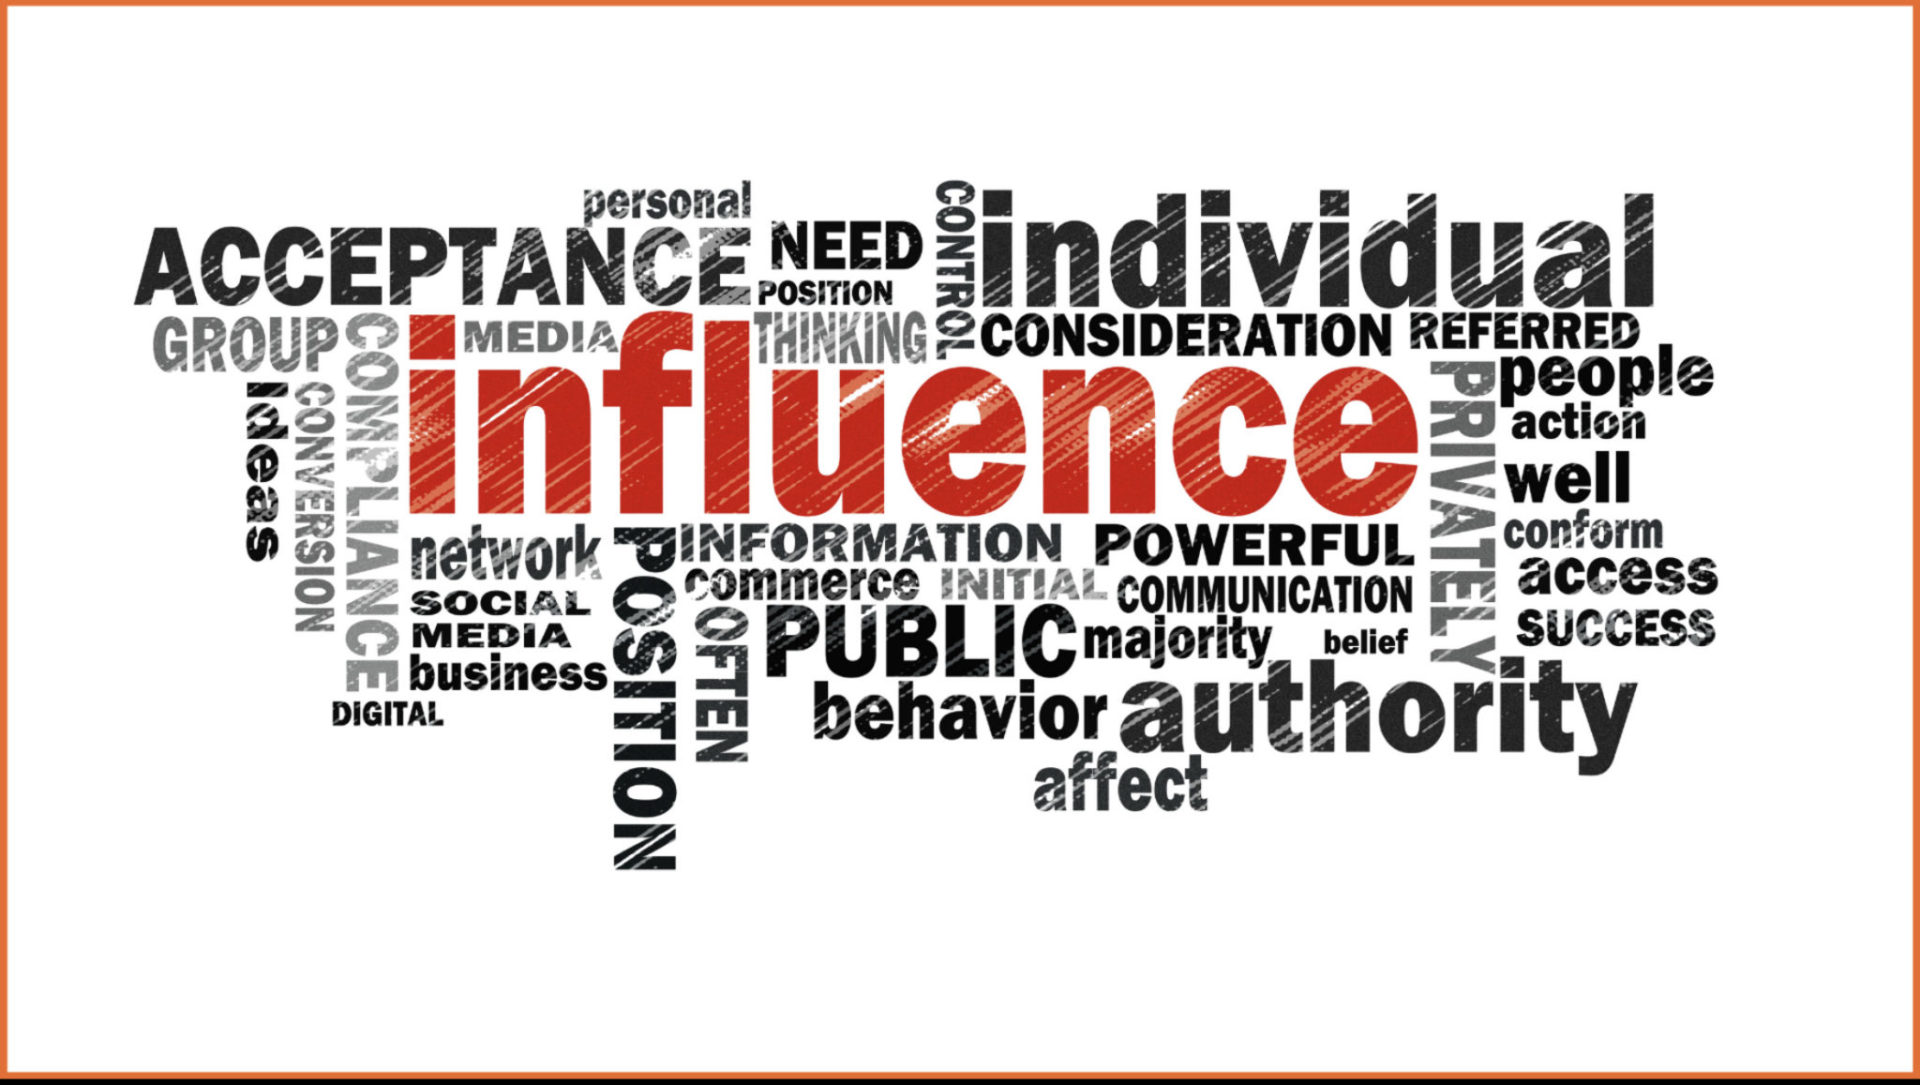 personal
ACCEPTANCE
NEED
POSITION
CONTROL
individual
GROUP
COMPLIANCE
MEDIA
THINKING
CONSIDERATION
REFERRED
influence
Ideas
CONVERSION
PRIVATELY
people
action
well
conform
access
SUCCESS
network
SOCIAL
MEDIA
business
DIGITAL
POSITION
INFORMATION
POWERFUL
commerce
INITIAL
COMMUNICATION
OFTEN
PUBLIC
majority
belief
behavior
authority
affect